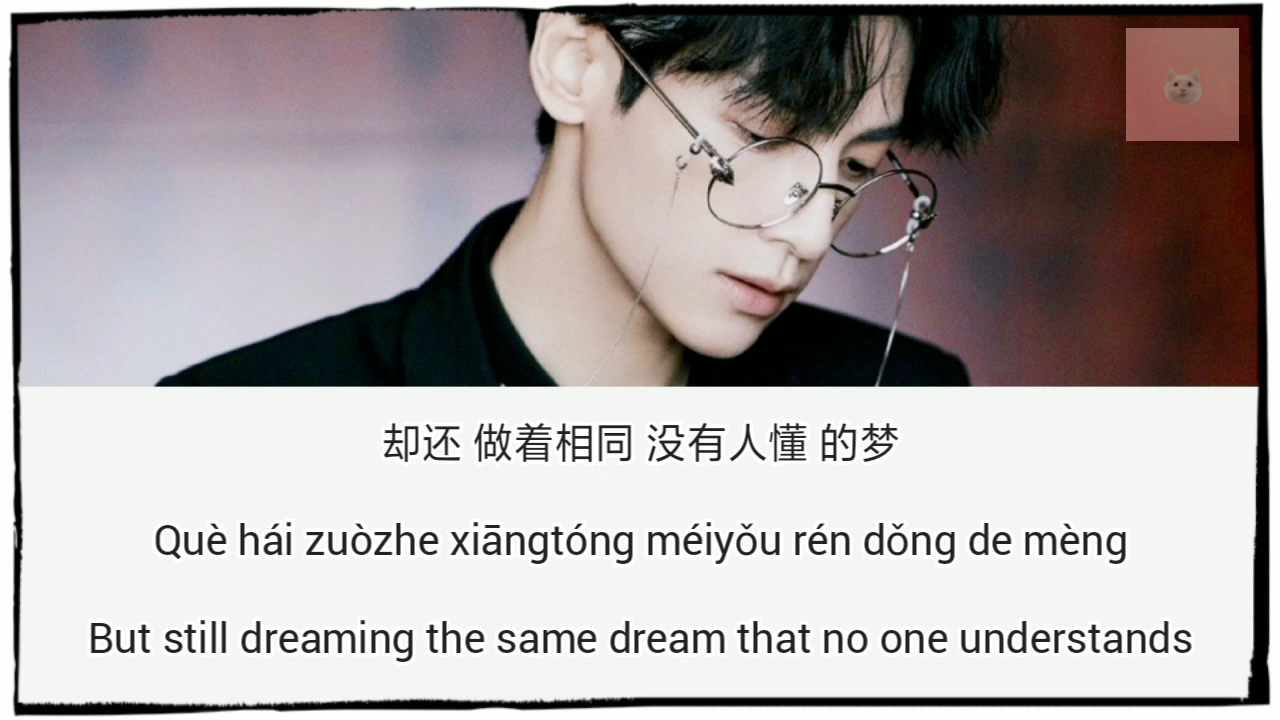 却还 做着相同 没有人懂 的梦
Què hái zuòzhe xiāngtóng méiyǒu rén dǒng de mèng
But still dreaming the same dream that no one understands